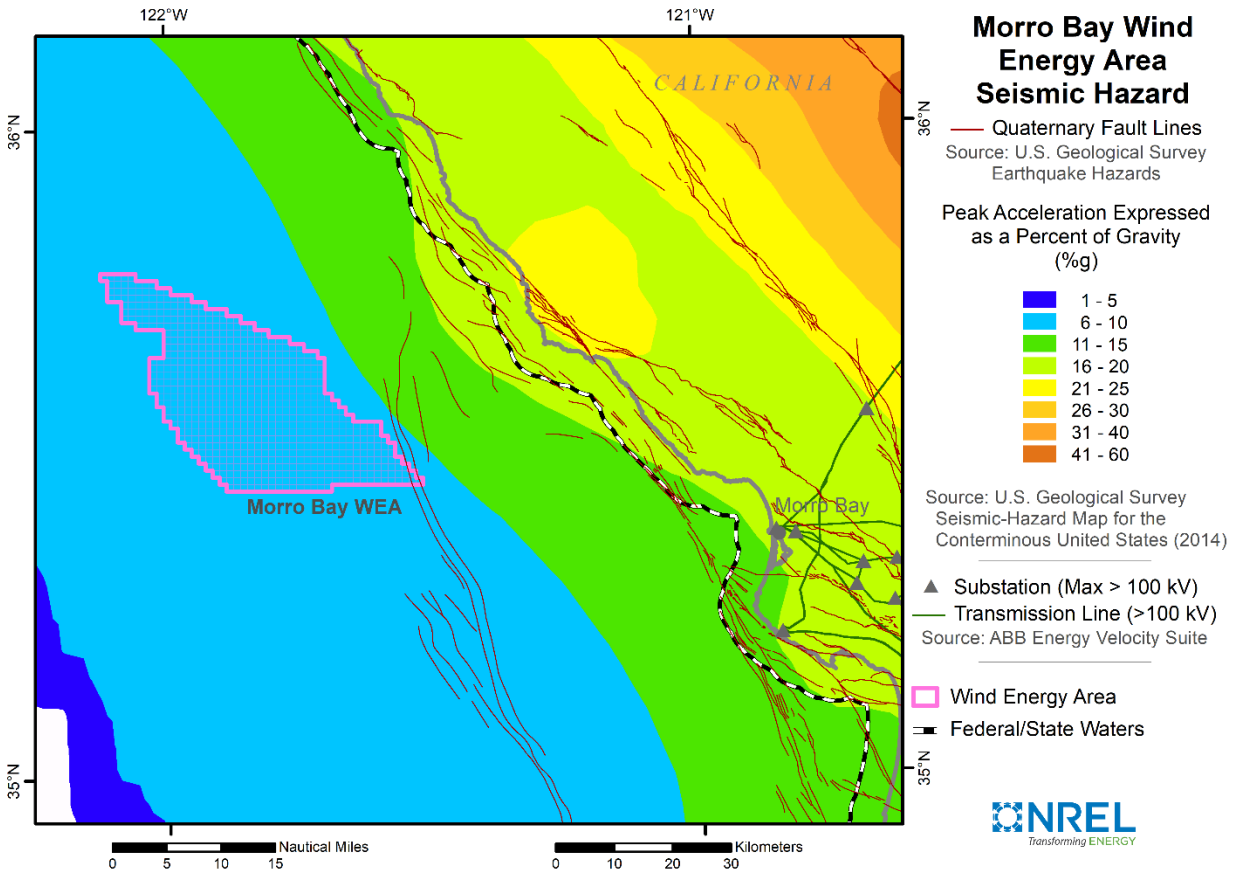 122°W
121°W
36°N
36°N
CALIFORNIA
Morro Bay WEA
Morro Bay
35°N
35°N
Nautical Miles
0 5 10 15
Kilometers
0 10 20 30
Morro Bay Wind
Energy Area
Seismic Hazard
Quaternary Fault Lines
Source: U.S. Geological Survey
Earthquake Hazards
Peak Acceleration Expressed
as a Percent of Gravity
(%g)
1 - 5
6 - 10
11 - 15
16 - 20
21 - 25
26 - 30
31 - 40
41 - 60
Source: U.S. Geological Survey
Seismic-Hazard Map for the
Conterminous United States (2014)
Substation (Max > 100 kV)
Transmission Line (>100 kV)
Source: ABB Energy Velocity Suite
Wind Energy Area
Federal/State Waters
NREL
Transforming ENERGY